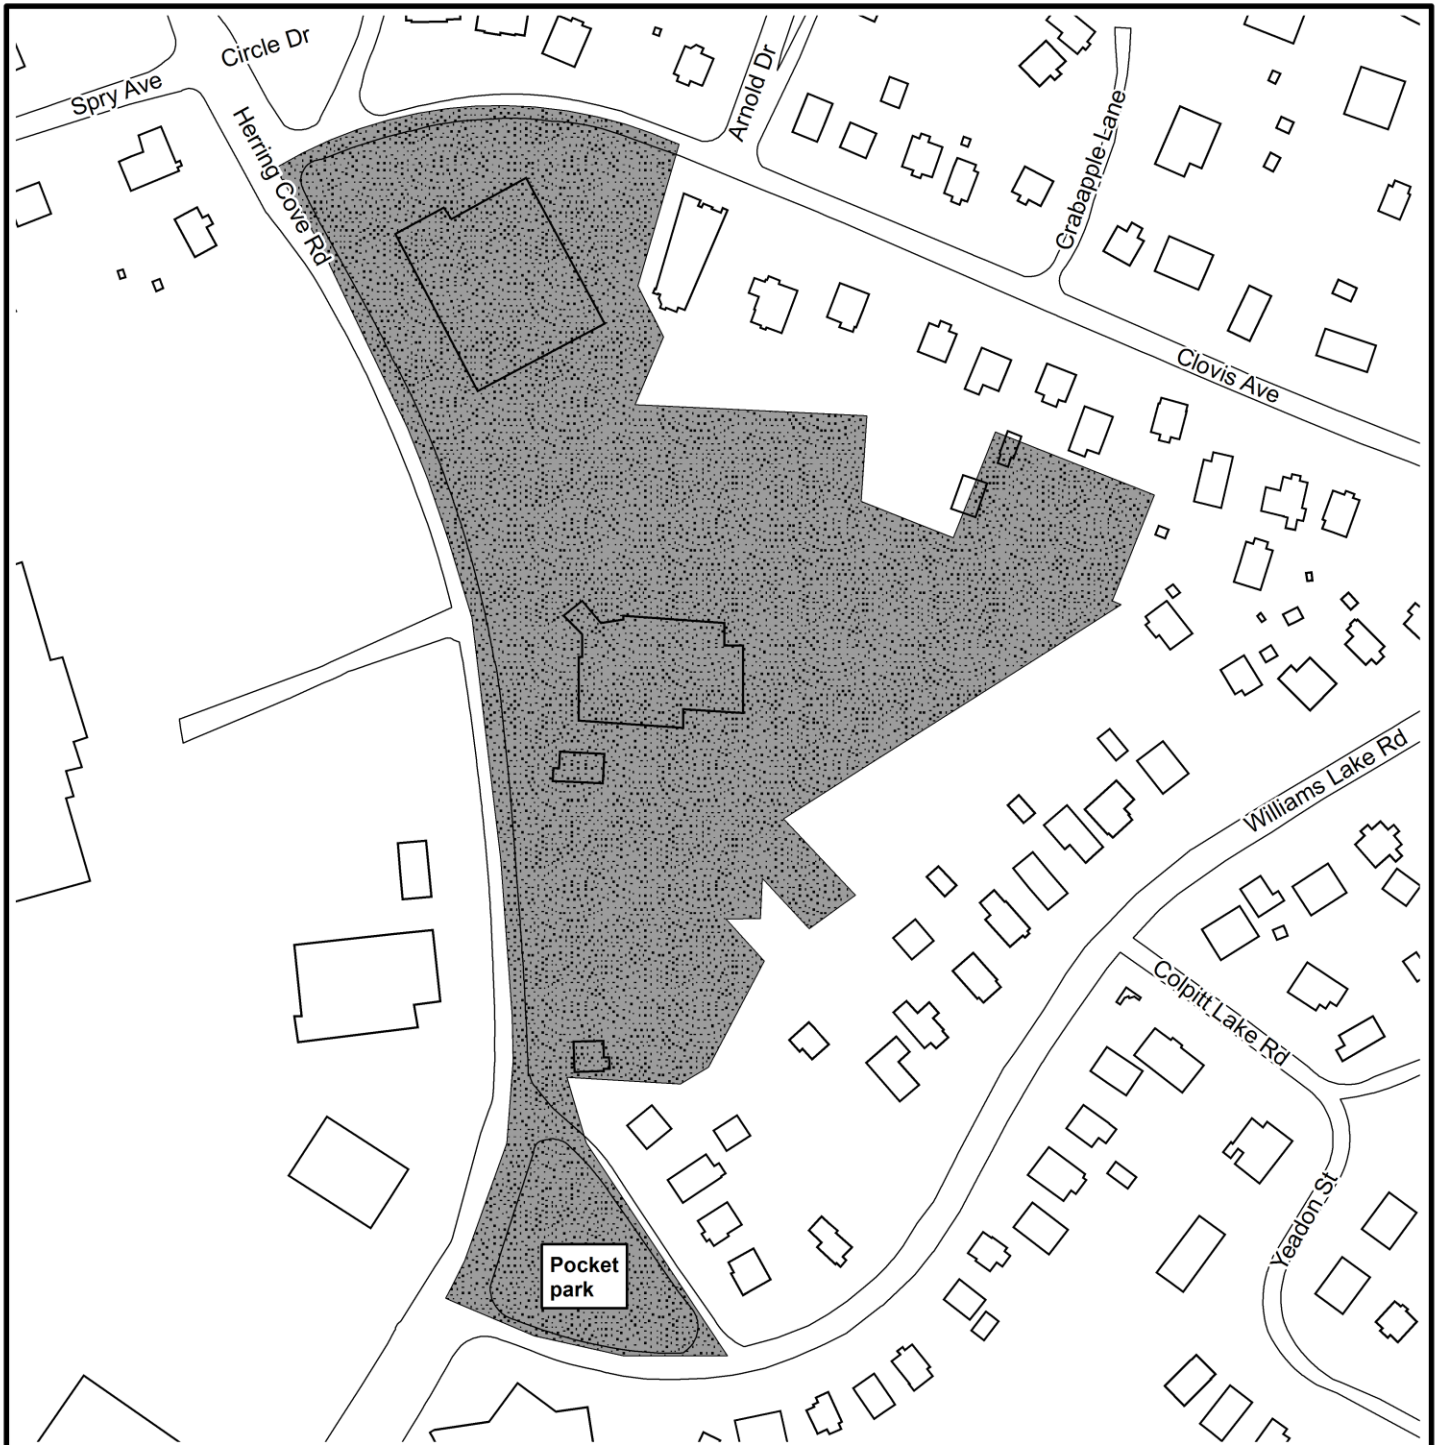 Circle Dr
Spry Ave
Arnold Dr
Herring Cove Rd
Crabapple Lane
Clovis Ave
Williams Lake Rd
Colpitt Lake Rd
Yeadon St
Pocket
park